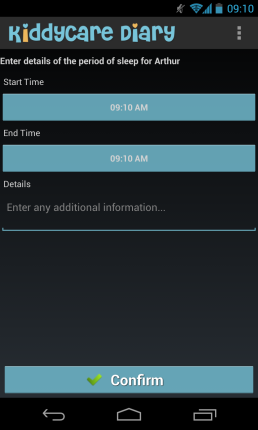 09:10
Kiddycare Diary
Enter details of the period of sleep for Arthur
Start Time
09:10 AM
End Time
09:10 AM
Details
Enter any additional information...
Confirm